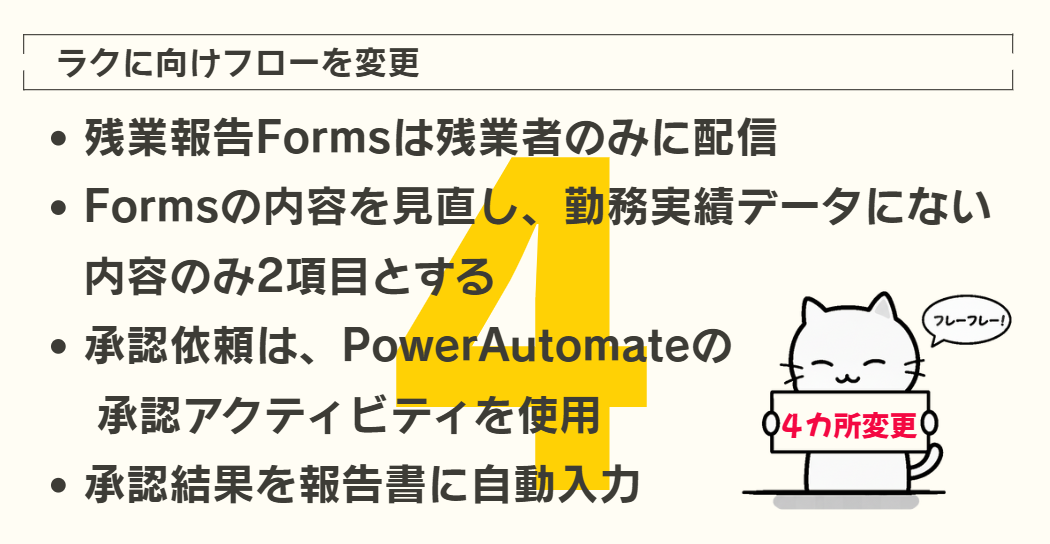 ラクに向けフローを変更
• 残業報告Formsは残業者のみに配信
• Formsの内容を見直し、勤務実績データにない
内容のみ2項目とする
• 承認依頼は、PowerAutomateの
承認アクティビティを使用
• 承認結果を報告書に自動入力
4
フレーフレー!
4カ所変更